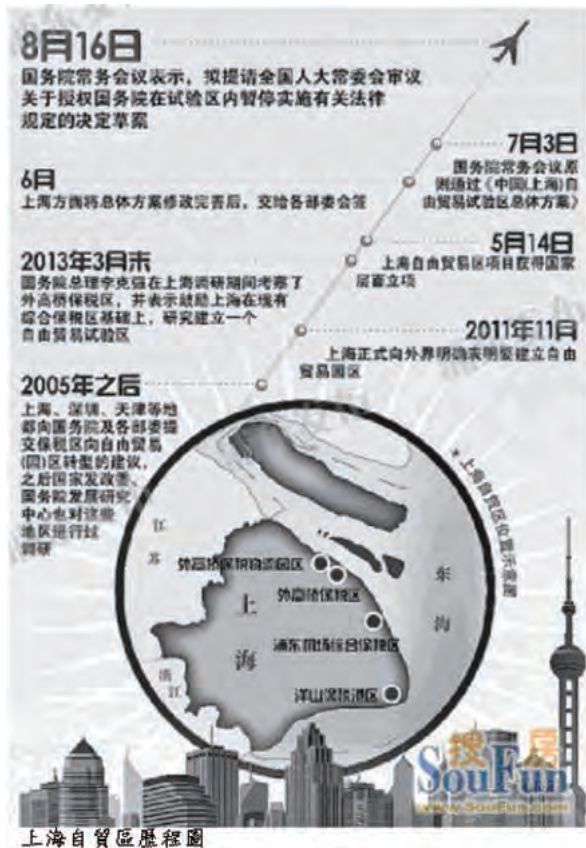 8月16日
国务院常务会议表示，拟提请全国人大常委会审议
关于授权国务院在试验区内暂停实施有关法律
规定的决定草案
7月3日
国务院常务会议原
则通过《中国(上海)自
由贸易试验区总体方案》
6月
上海方面将总体方案修改完善后，交给各部委会签
5月14日
上海自由贸易区项目获得国家
层面立项
2013年3月末
国务院总理李克强在上海调研期间考察了
外高桥保税区，并表示鼓励上海在现有
综合保税区基础上，研究建立一个
自由贸易试验区
2011年11月
上海正式向外界明确表明要建立自由
贸易园区
2005年之后
上海、深圳、天津等地
都向国务院及各部委提
交保税区向自由贸易
(园)区转型的建议，
之后国家发改委、
国务院发展研究
中心也对这些
地区进行过
调研
上海自贸区位置示意图
江苏
外高桥保税物流园区
外高桥保税区
上海
东海
浦东机场综合保税区
浙江
洋山保税港区
搜房
SouFun
www.SouFun.com
上海自貿區歷程圖